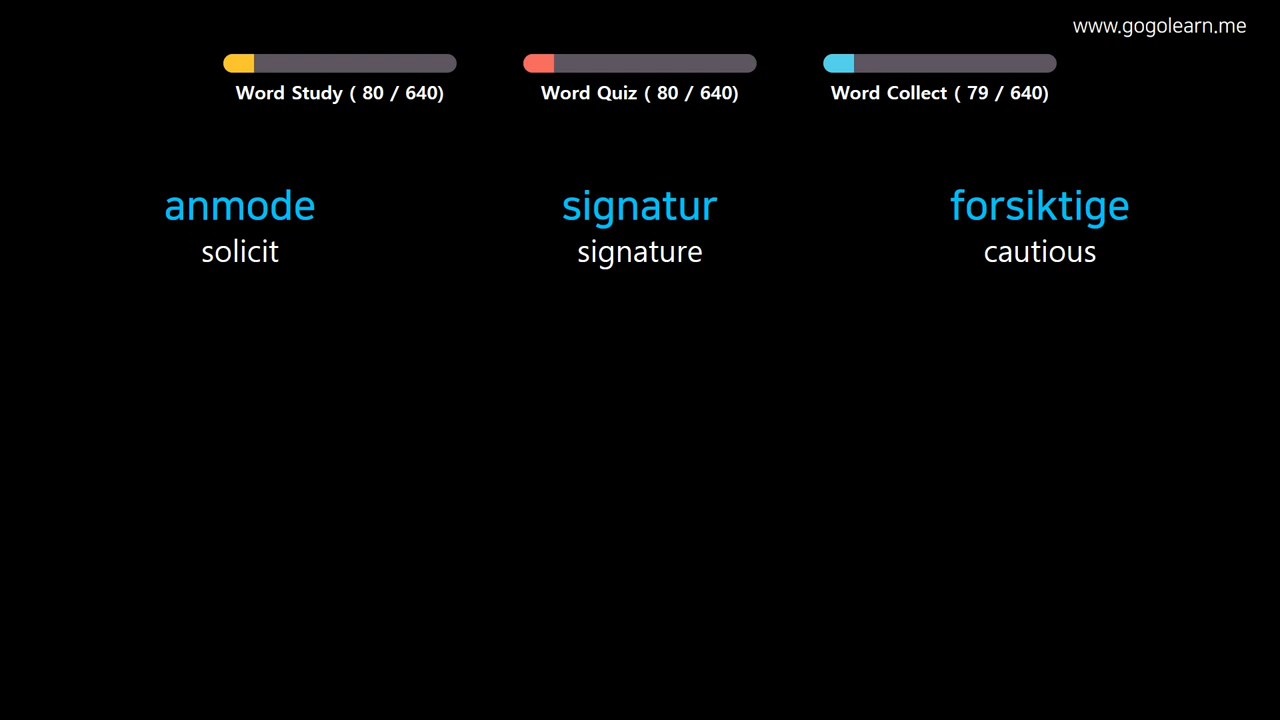 www.gogolearn.me
Word Study ( 80 / 640)
Word Quiz ( 80 / 640)
Word Collect ( 79 / 640)
anmode
solicit
signatur
signature
forsiktige
cautious